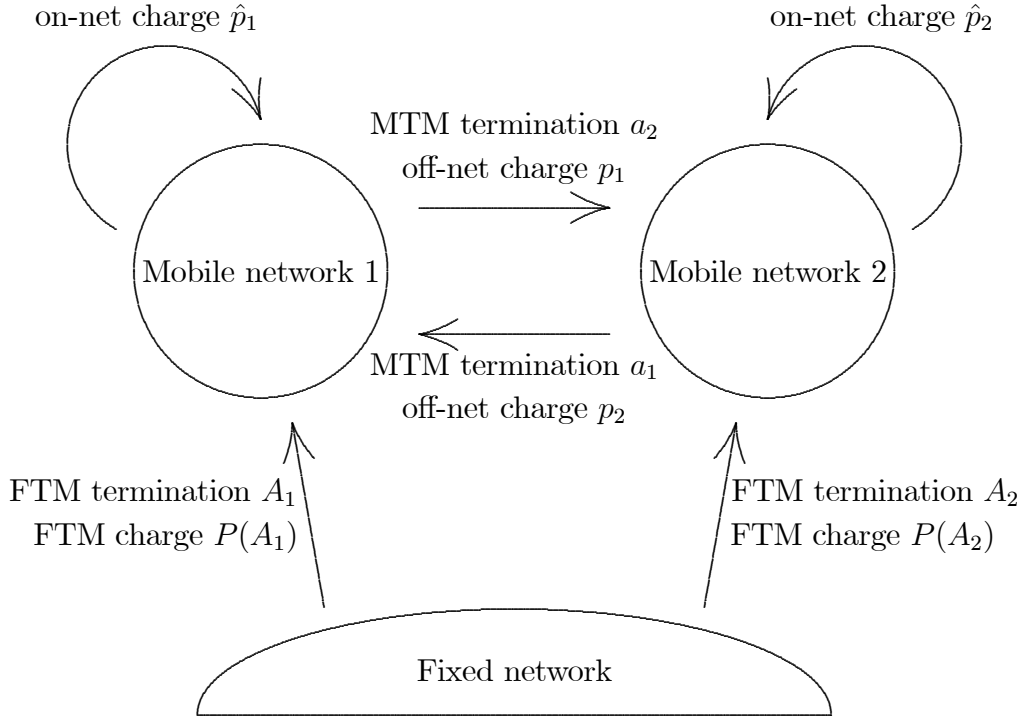 on-net charge p̂₁
on-net charge p̂₂
MTM termination a₂
off-net charge p₁
Mobile network 1
Mobile network 2
MTM termination a₁
off-net charge p₂
FTM termination A₁
FTM charge P(A₁)
FTM termination A₂
FTM charge P(A₂)
Fixed network